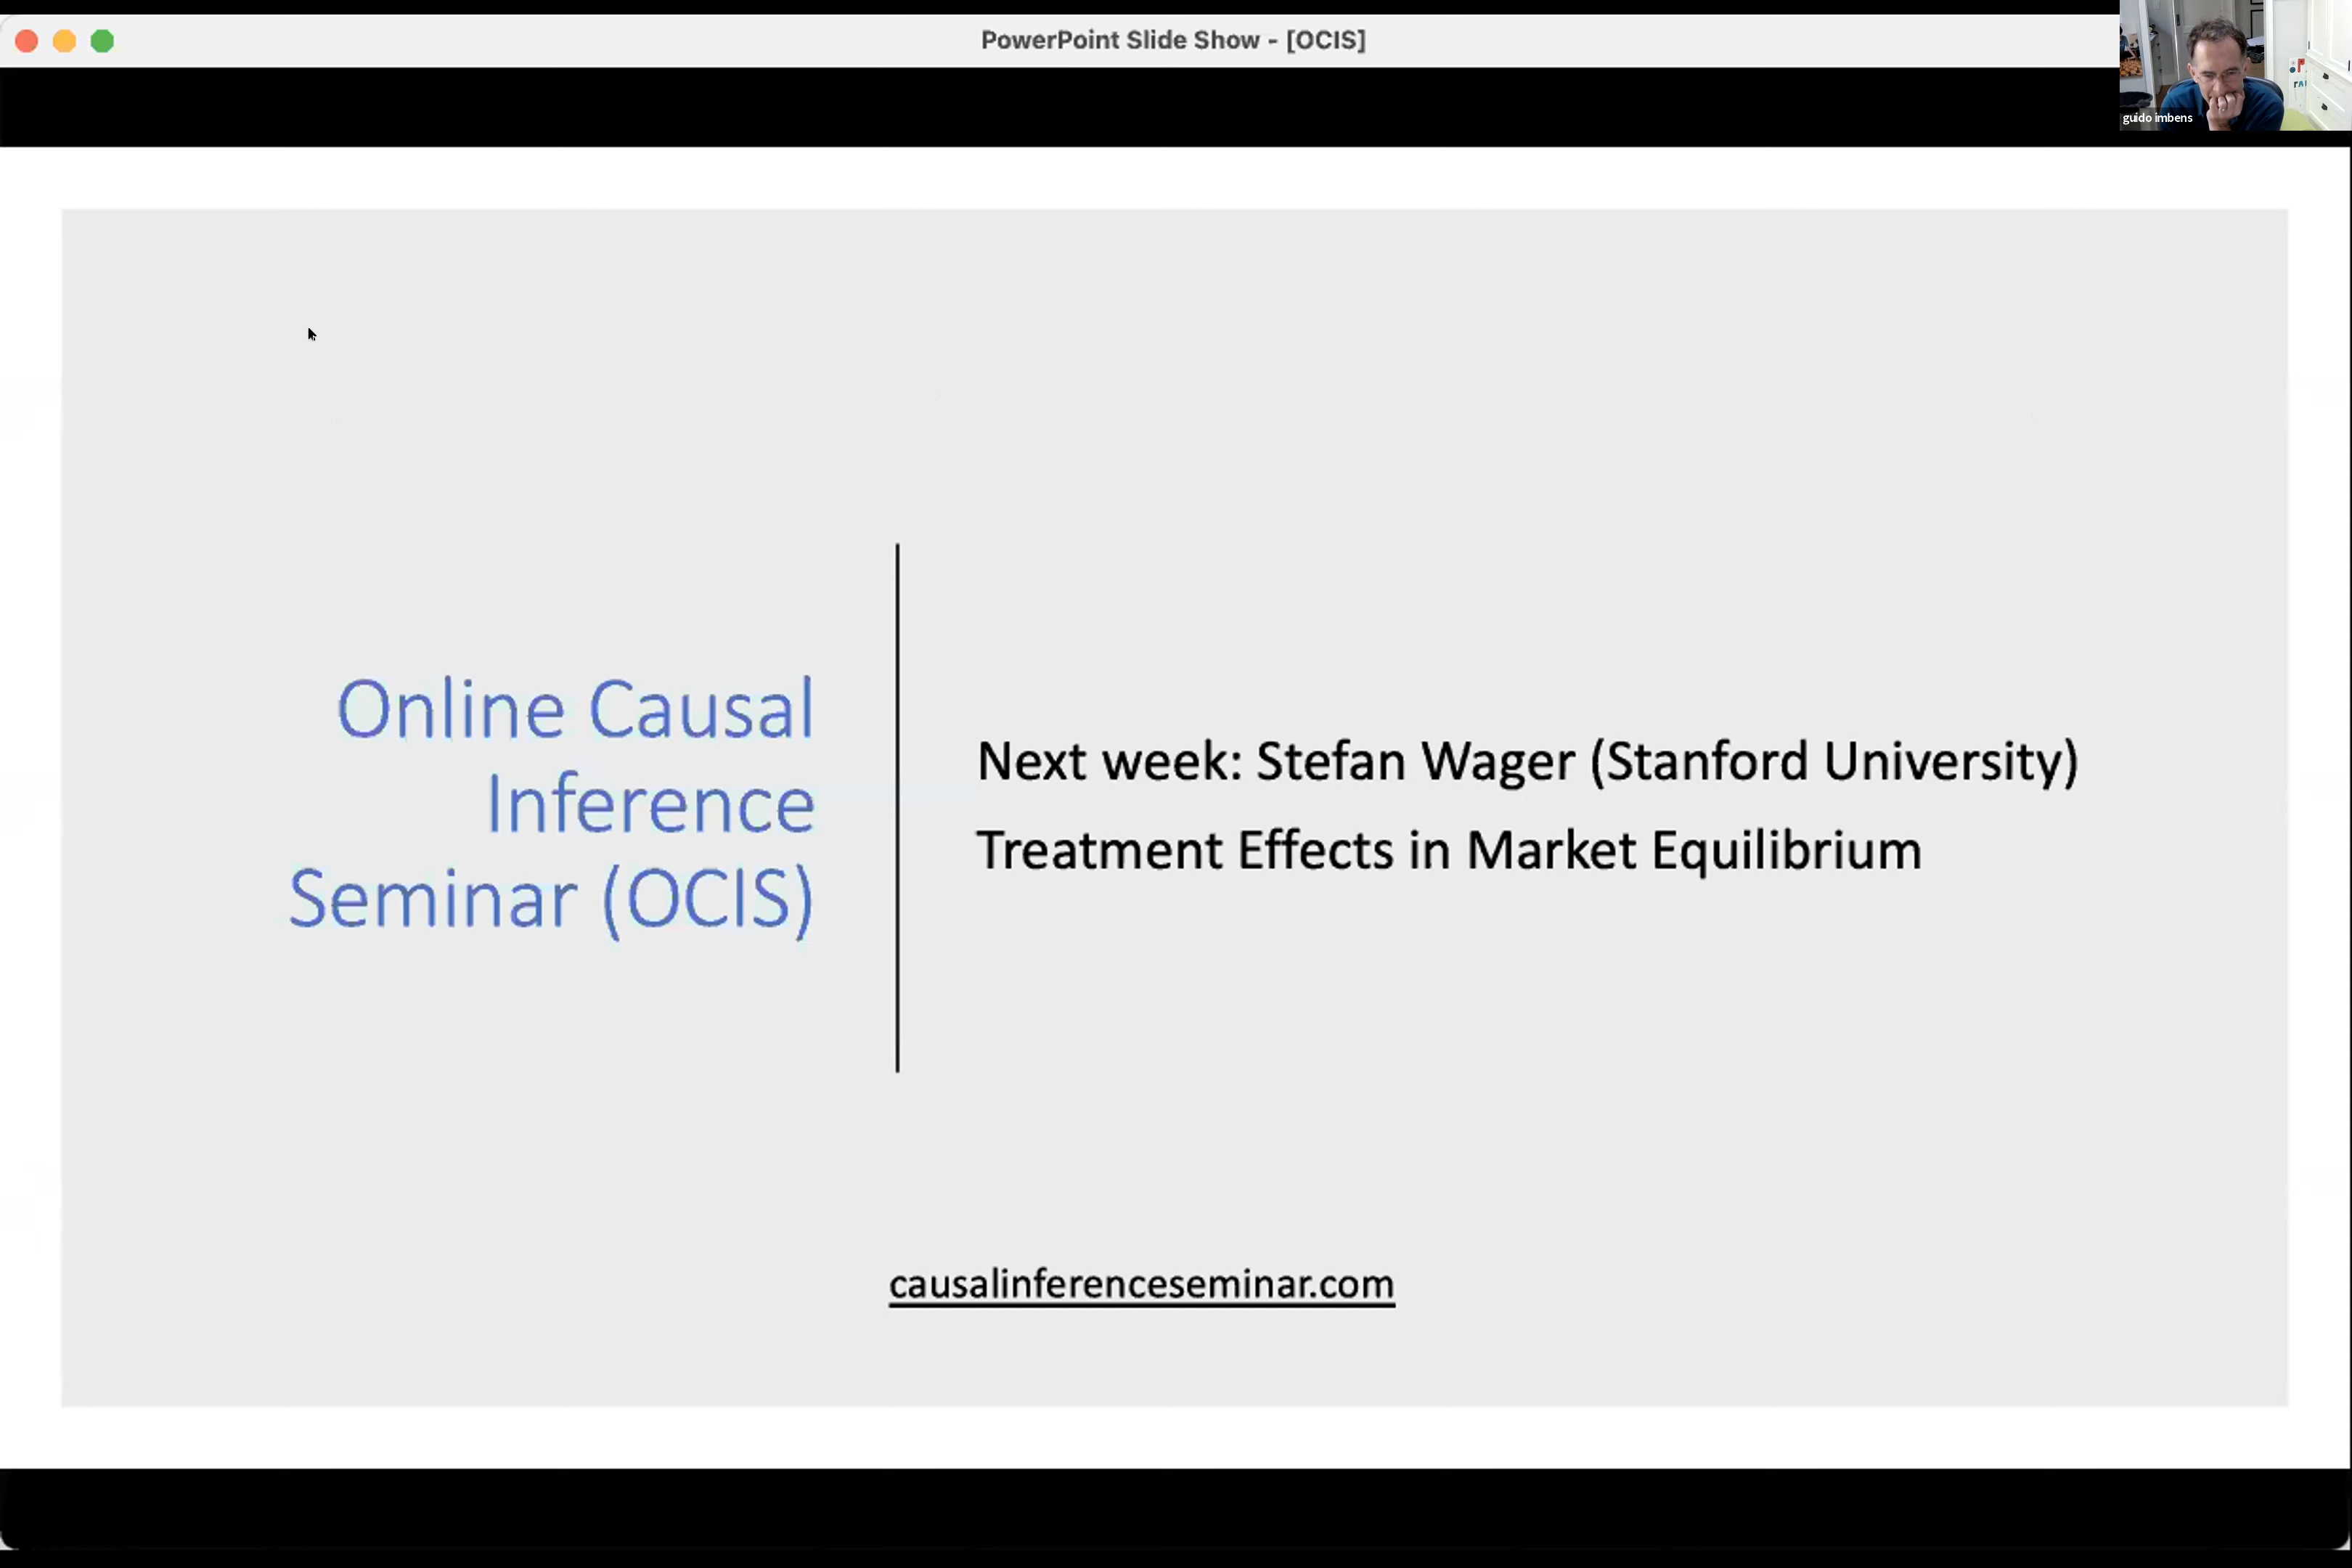 PowerPoint Slide Show - [OCIS]
guido imbens
Online Causal
Inference
Seminar (OCIS)
Next week: Stefan Wager (Stanford University)
Treatment Effects in Market Equilibrium
causalinferenceseminar.com